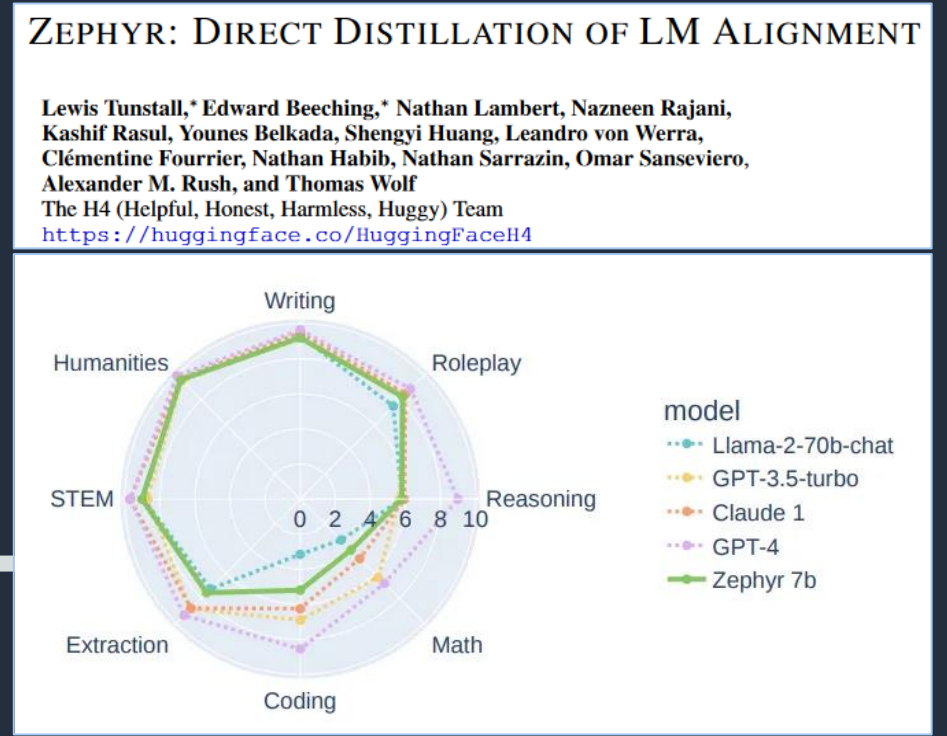 ZEPHYR: DIRECT DISTILLATION OF LM ALIGNMENT
Lewis Tunstall,* Edward Beeching,* Nathan Lambert, Nazneen Rajani,
Kashif Rasul, Younes Belkada, Shengyi Huang, Leandro von Werra,
Clémentine Fourrier, Nathan Habib, Nathan Sarrazin, Omar Sanseviero,
Alexander M. Rush, and Thomas Wolf
The H4 (Helpful, Honest, Harmless, Huggy) Team
https://huggingface.co/HuggingFaceH4
Writing
Humanities
Roleplay
STEM
Reasoning
0 2 4 6 8 10
Extraction
Math
Coding
model
Llama-2-70b-chat
GPT-3.5-turbo
Claude 1
GPT-4
Zephyr 7b